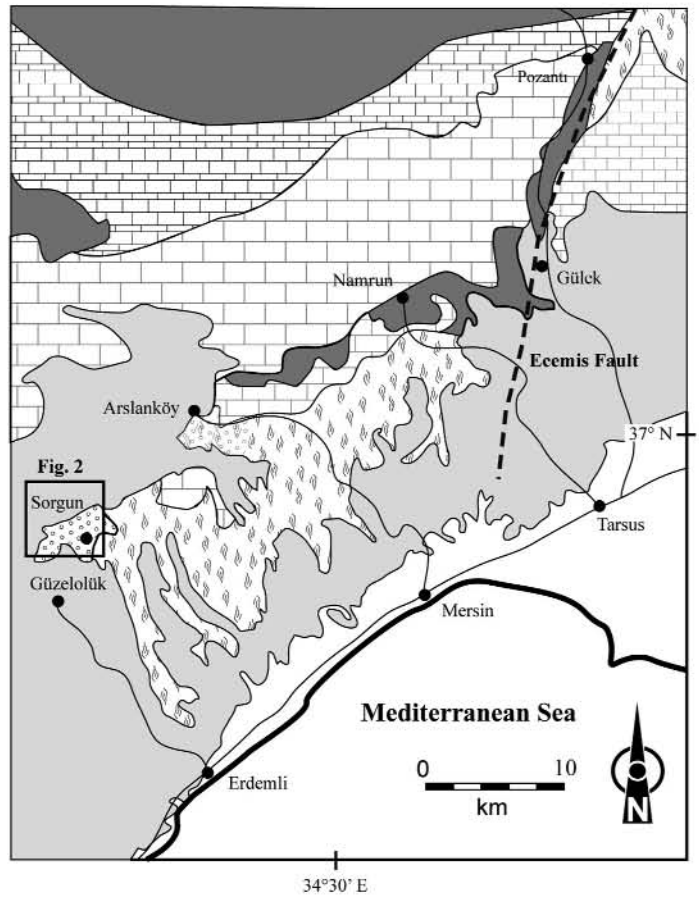 Pozantı
Gülck
Namrun
Ecemis Fault
Arslanköy
37° N
Fig. 2
Sorgun
Tarsus
Güzelolük
Mersin
Mediterranean Sea
0 10
km
Erdemli
N
34°30' E